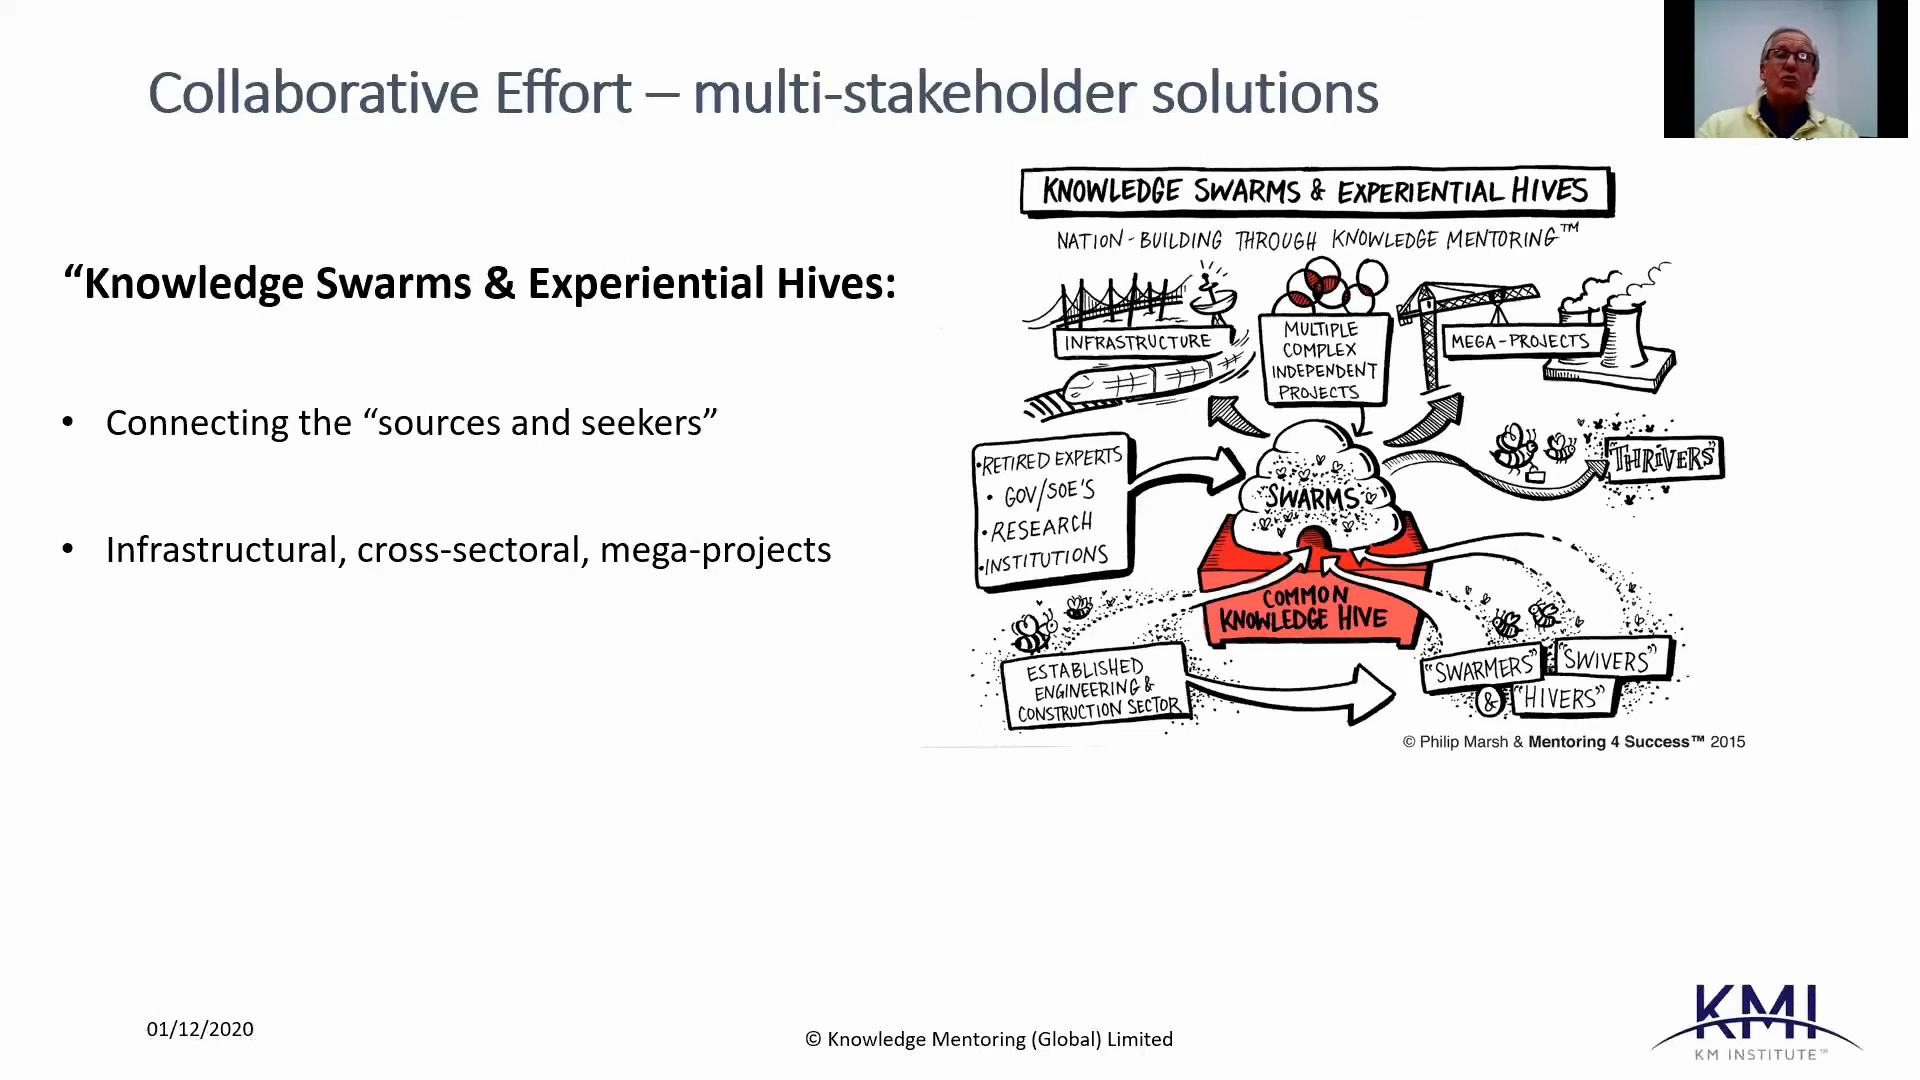 Collaborative Effort – multi-stakeholder solutions
“Knowledge Swarms & Experiential Hives:
• Connecting the “sources and seekers”
• Infrastructural, cross-sectoral, mega-projects
KNOWLEDGE SWARMS & EXPERIENTIAL HIVES
NATION-BUILDING THROUGH KNOWLEDGE MENTORING™
INFRASTRUCTURE
MULTIPLE
COMPLEX
INDEPENDENT
PROJECTS
MEGA-PROJECTS
•RETIRED EXPERTS
• GOV/SOE'S
•RESEARCH
•INSTITUTIONS
SWARMS
"THRIVERS"
COMMON
KNOWLEDGE HIVE
ESTABLISHED
ENGINEERING &
CONSTRUCTION SECTOR
"SWARMERS"
"SWIVERS"
& "HIVERS"
© Philip Marsh & Mentoring 4 Success™ 2015
01/12/2020
© Knowledge Mentoring (Global) Limited
KMI
KM INSTITUTE™